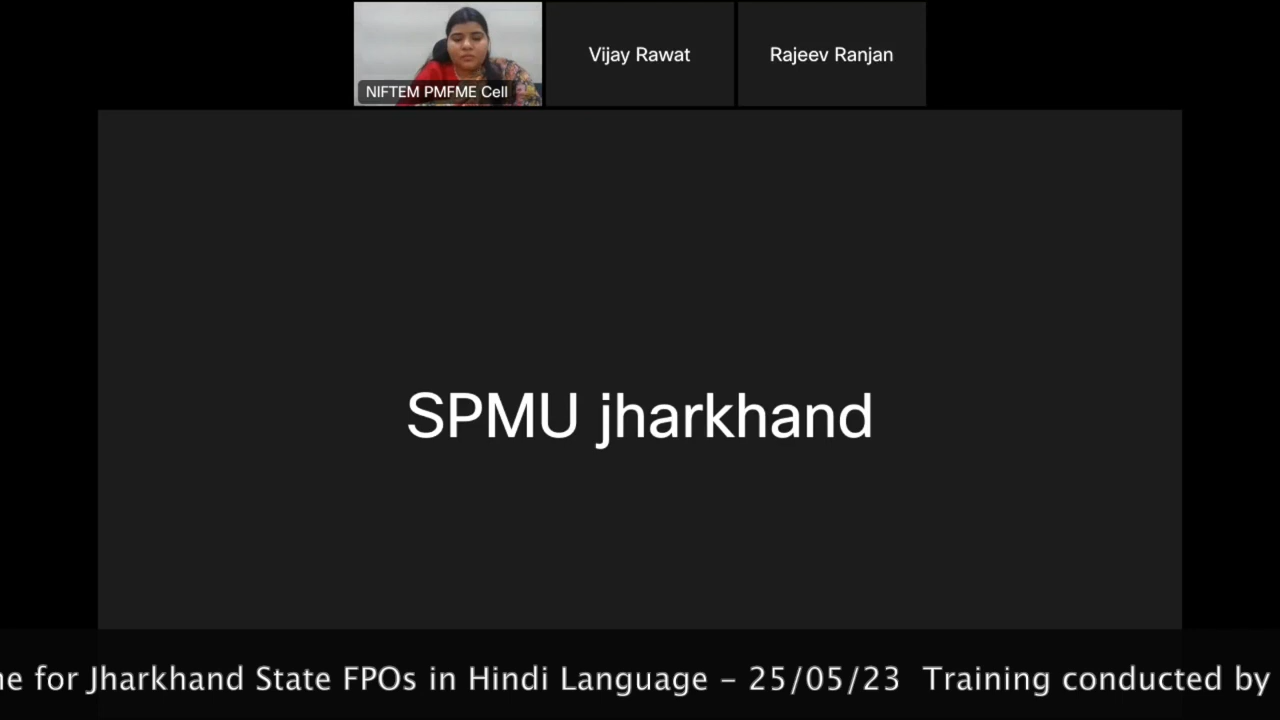 NIFTEM PMFME Cell
Vijay Rawat
Rajeev Ranjan
SPMU jharkhand
for Jharkhand State FPOs in Hindi Language – 25/05/23 Training conducted by